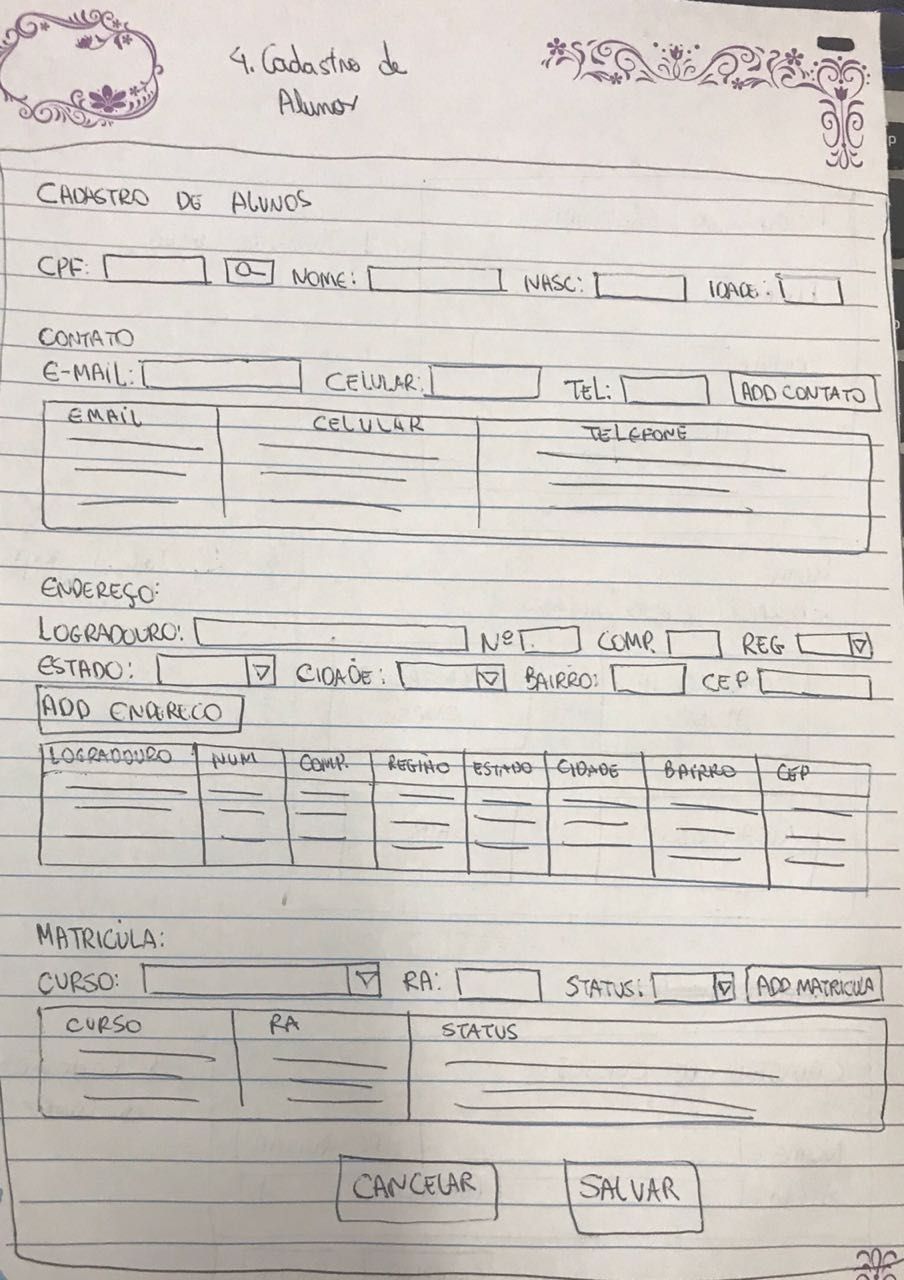 4. Cadastro de
Alunos
CADASTRO DE ALUNOS
CPF: NOME: NASC: IDADE:
CONTATO
E-MAIL: CELULAR: TEL: ADD CONTATO
EMAIL CELULAR TELEFONE
ENDEREÇO:
LOGRADOURO: Nº COMP. REG
ESTADO: CIDADE: BAIRRO: CEP
ADD ENDERECO
LOGRADOURO NUM COMP. REGIÃO ESTADO CIDADE BAIRRO CEP
MATRICULA:
CURSO: RA: STATUS: ADD MATRICULA
CURSO RA STATUS
CANCELAR SALVAR